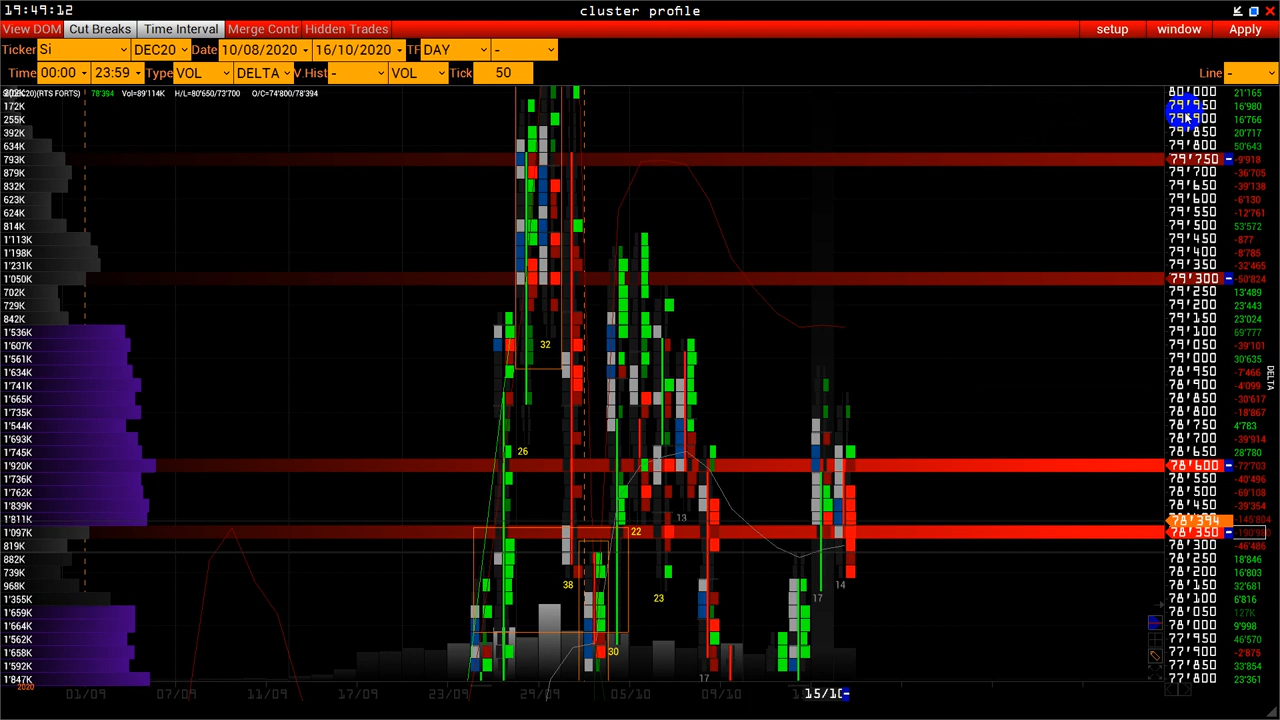 19:49:12 cluster profile
View DOM Cut Breaks Time Interval Merge Contr Hidden Trades setup window Apply
Ticker Si DEC20 Date 10/08/2020 16/10/2020 TF DAY -
Time 00:00 23:59 Type VOL DELTA V.Hist - VOL Tick 50 Line -
(RTS FORTS) 78'394 Vol=89'114K H/L=80'650/73'700 O/C=74'800/78'394 80'000 21'165
172K 79'950 16'980
255K 79'900 16'766
392K 79'850 20'717
634K 79'800 50'643
793K 79'750 -9'918
879K 79'700 -36'705
832K 79'650 -39'138
623K 79'600 -6'130
624K 79'550 -12'761
814K 79'500 53'572
1'113K 79'450 -877
1'198K 79'400 -8'785
1'231K 79'350 -9'265
1'050K 79'300 -50'824
702K 79'250 13'489
729K 79'200 23'443
842K 79'150 23'024
1'536K 79'100 69'777
1'607K 32 79'050 -39'101
1'561K 79'000 30'635
1'634K 78'950 -7'466
1'741K 78'900 -4'099
1'665K 78'850 -30'617
1'735K 78'800 -18'867
1'544K 78'750 4'783
1'693K 78'700 -39'914
1'745K 26 78'650 28'780
1'920K 78'600 -72'703
1'736K 78'550 -40'496
1'762K 78'500 -69'108
1'839K 78'450 -39'354
1'811K 13 78'394 -145'804
1'097K 22 78'350
819K 78'300 -46'486
882K 78'250 18'846
739K 78'200 16'803
968K 38 17 14 78'150 32'681
1'355K 23 78'100 6'816
1'659K 78'050 127K
1'664K 78'000 9'998
1'562K 77'950 46'570
1'658K 30 77'900 -2'875
1'592K 77'850 33'854
1'847K 17 77'800 23'361
DELTA
2020 01/09 07/09 11/09 17/09 23/09 29/09 05/10 09/10 15/10